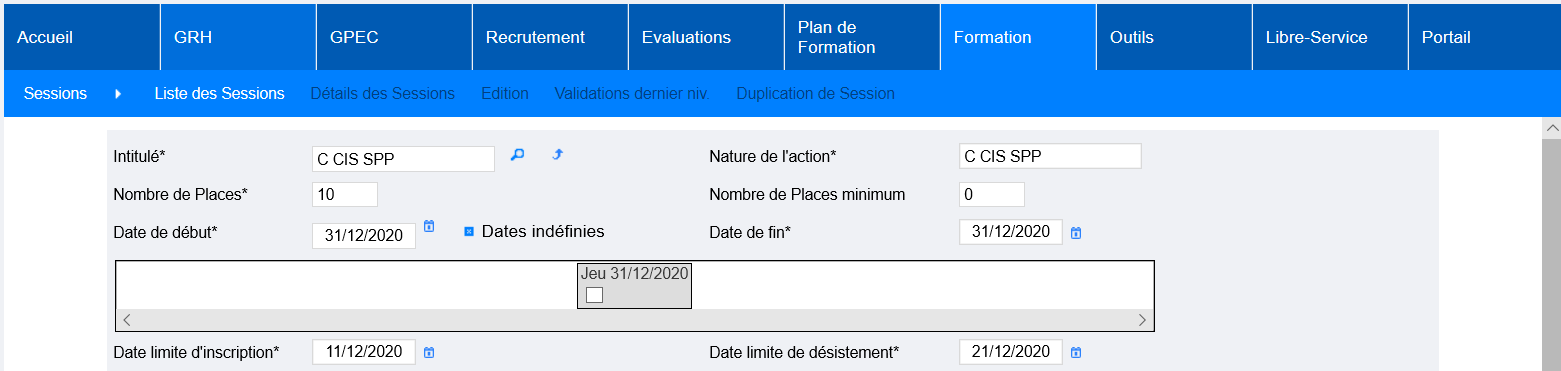 Accueil GRH GPEC Recrutement Evaluations Plan de Formation Formation Outils Libre-Service Portail
Sessions Liste des Sessions Détails des Sessions Edition Validations dernier niv. Duplication de Session
Intitulé* C CIS SPP Nature de l'action* C CIS SPP
Nombre de Places* 10 Nombre de Places minimum 0
Date de début* 31/12/2020 Dates indéfinies Date de fin* 31/12/2020
Jeu 31/12/2020
Date limite d'inscription* 11/12/2020 Date limite de désistement* 21/12/2020